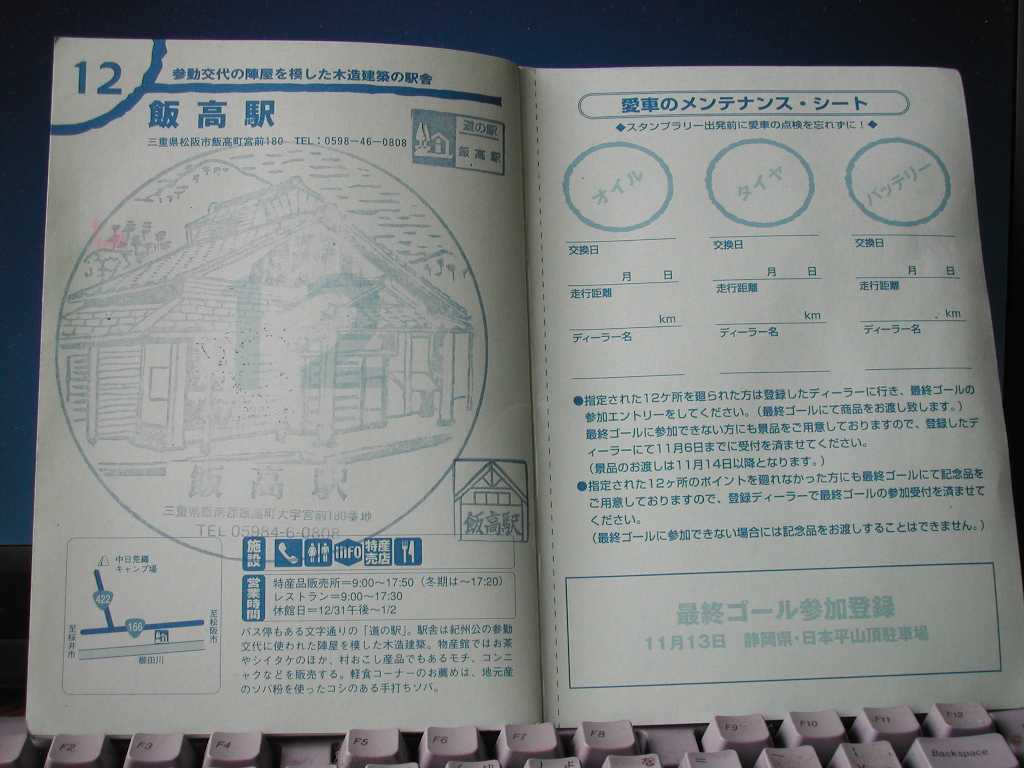 12
参勤交代の陣屋を模した木造建築の駅舎
飯高駅
三重県松阪市飯高町宮前180 TEL：0598-46-0808
道の駅
飯高駅
12
飯高駅
三重県飯南郡飯高町大字宮前180番地
TEL 05984-6-0808
飯高駅
中日荒滝
キャンプ場
422
166
至桜井市
至松阪市
櫛田川
施設
info
特産売店
営業時間
特産品販売所＝9:00～17:50（冬期は～17:20）
レストラン＝9:00～17:30
休館日＝12/31午後～1/2
バス停もある文字通りの「道の駅」。駅舎は紀州公の参勤
交代に使われた陣屋を模した木造建築。物産館ではお茶
やシイタケのほか、村おこし産品でもあるモチ、コンニ
ャクなどを販売する。軽食コーナーのお薦めは、地元産
のソバ粉を使ったコシのある手打ちソバ。
愛車のメンテナンス・シート
◆スタンプラリー出発前に愛車の点検を忘れずに！◆
オイル タイヤ バッテリー
交換日 交換日 交換日
月 日 月 日 月 日
走行距離 走行距離 走行距離
km km km
ディーラー名 ディーラー名 ディーラー名
●指定された12ケ所を廻られた方は登録したディーラーに行き、最終ゴールの
参加エントリーをしてください。（最終ゴールにて商品をお渡し致します。）
最終ゴールに参加できない方にも景品をご用意しておりますので、登録したデ
ィーラーにて11月6日までに受付を済ませてください。
（景品のお渡しは11月14日以降となります。）
●指定された12ヶ所のポイントを廻れなかった方にも最終ゴールにて記念品を
ご用意しておりますので、登録ディーラーで最終ゴールの参加受付を済ませて
ください。
（最終ゴールに参加できない場合には記念品をお渡しすることはできません。）
最終ゴール参加登録
11月13日 静岡県・日本平山頂駐車場
F2 F3 F4 F5 F6 F7 F8 F9 F10 F11 F12
Backspace